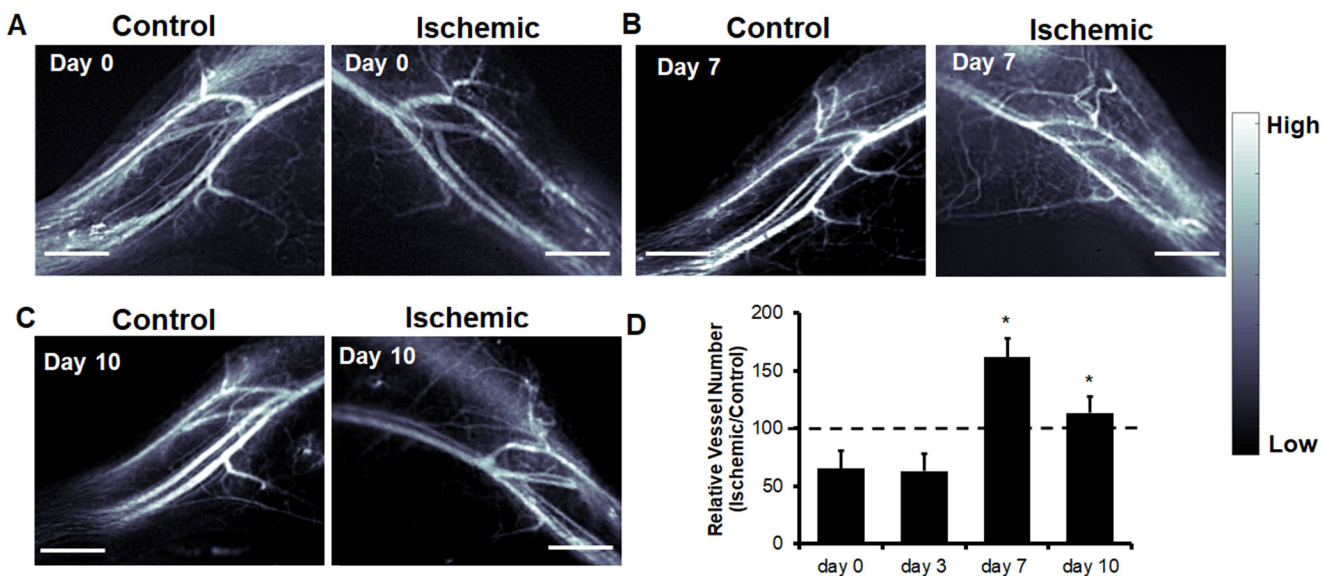 A
Control
Ischemic
B
Control
Ischemic
Day 0
Day 0
Day 7
Day 7
High
Low
C
Control
Ischemic
D
Day 10
Day 10
Relative Vessel Number
(Ischemic/Control)
200
150
100
50
0
*
*
day 0
day 3
day 7
day 10